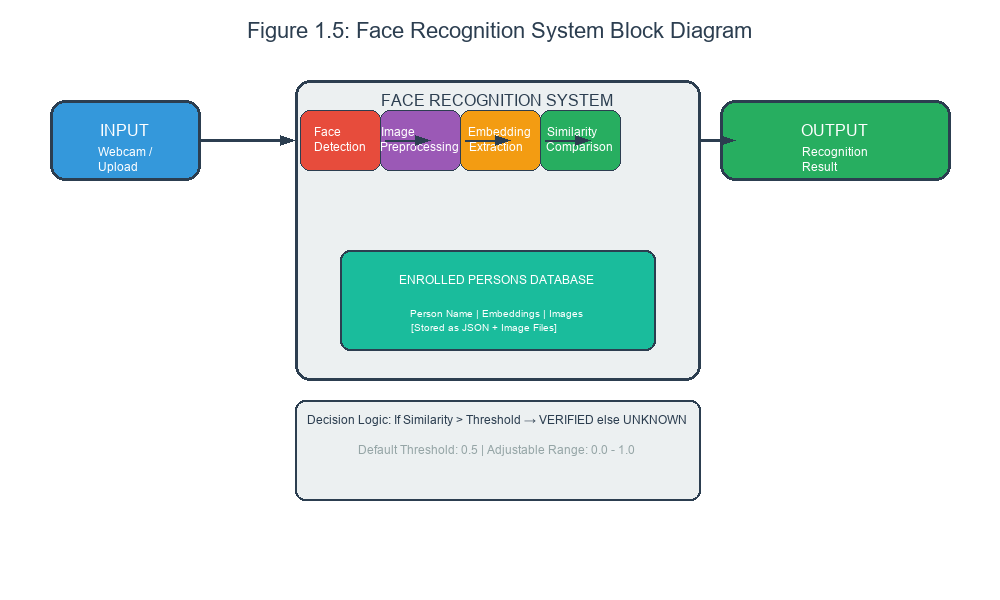 Figure 1.5: Face Recognition System Block Diagram
INPUT
Webcam /
Upload
FACE RECOGNITION SYSTEM
Face
Detection
Image
Preprocessing
Embedding
Extraction
Similarity
Comparison
OUTPUT
Recognition
Result
ENROLLED PERSONS DATABASE
Person Name | Embeddings | Images
[Stored as JSON + Image Files]
Decision Logic: If Similarity > Threshold → VERIFIED else UNKNOWN
Default Threshold: 0.5 | Adjustable Range: 0.0 - 1.0